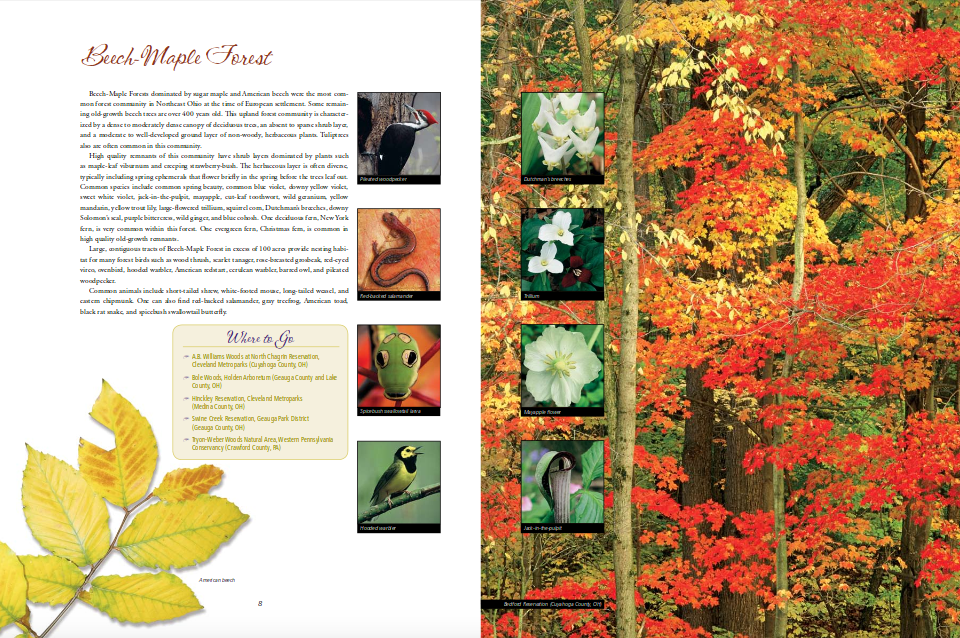 Beech-Maple Forest
Beech-Maple Forests dominated by sugar maple and American beech were the most com-
mon forest community in Northeast Ohio at the time of European settlement. Some remain-
ing old-growth beech trees are over 400 years old. This upland forest community is character-
ized by a dense to moderately dense canopy of deciduous trees, an absent to sparse shrub layer,
and a moderate to well-developed ground layer of non-woody, herbaceous plants. Tuliptrees
also are often common in this community.
High quality remnants of this community have shrub layers dominated by plants such
as maple-leaf viburnum and creeping strawberry-bush. The herbaceous layer is often diverse,
typically including spring ephemerals that flower briefly in the spring before the trees leaf out.
Common species include common spring beauty, common blue violet, downy yellow violet,
sweet white violet, jack-in-the-pulpit, mayapple, cut-leaf toothwort, wild geranium, yellow
mandarin, yellow trout lily, large-flowered trillium, squirrel corn, Dutchman's breeches, downy
Solomon's seal, purple bittercress, wild ginger, and blue cohosh. One deciduous fern, New York
fern, is very common within this forest. One evergreen fern, Christmas fern, is common in
high quality old-growth remnants.
Large, contiguous tracts of Beech-Maple Forest in excess of 100 acres provide nesting habi-
tat for many forest birds such as wood thrush, scarlet tanager, rose-breasted grosbeak, red-eyed
vireo, ovenbird, hooded warbler, American redstart, cerulean warbler, barred owl, and pileated
woodpecker.
Common animals include short-tailed shrew, white-footed mouse, long-tailed weasel, and
eastern chipmunk. One can also find red-backed salamander, gray treefrog, American toad,
black rat snake, and spicebush swallowtail butterfly.
Where to Go
A.B. Williams Woods at North Chagrin Reservation,
Cleveland Metroparks (Cuyahoga County, OH)
Bole Woods, Holden Arboretum (Geauga County and Lake
County, OH)
Hinckley Reservation, Cleveland Metroparks
(Medina County, OH)
Swine Creek Reservation, Geauga Park District
(Geauga County, OH)
Tryon-Weber Woods Natural Area, Western Pennsylvania
Conservancy (Crawford County, PA)
American beech
8
Pileated woodpecker
Red-backed salamander
Spicebush swallowtail larva
Hooded warbler
Dutchman's breeches
Trillium
Mayapple flower
Jack-in-the-pulpit
Bedford Reservation (Cuyahoga County, OH)